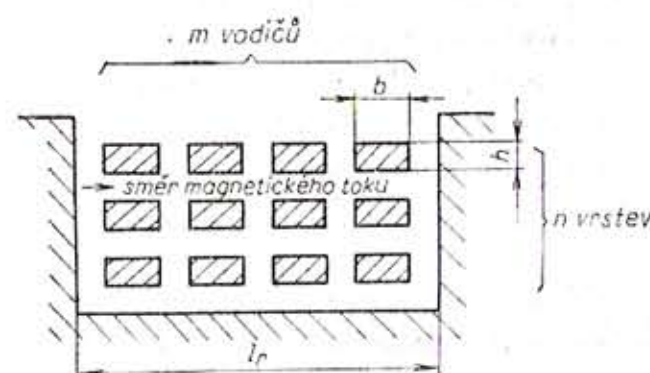 m vodičů
b
h
směr magnetického toku
n vrstev
l_r